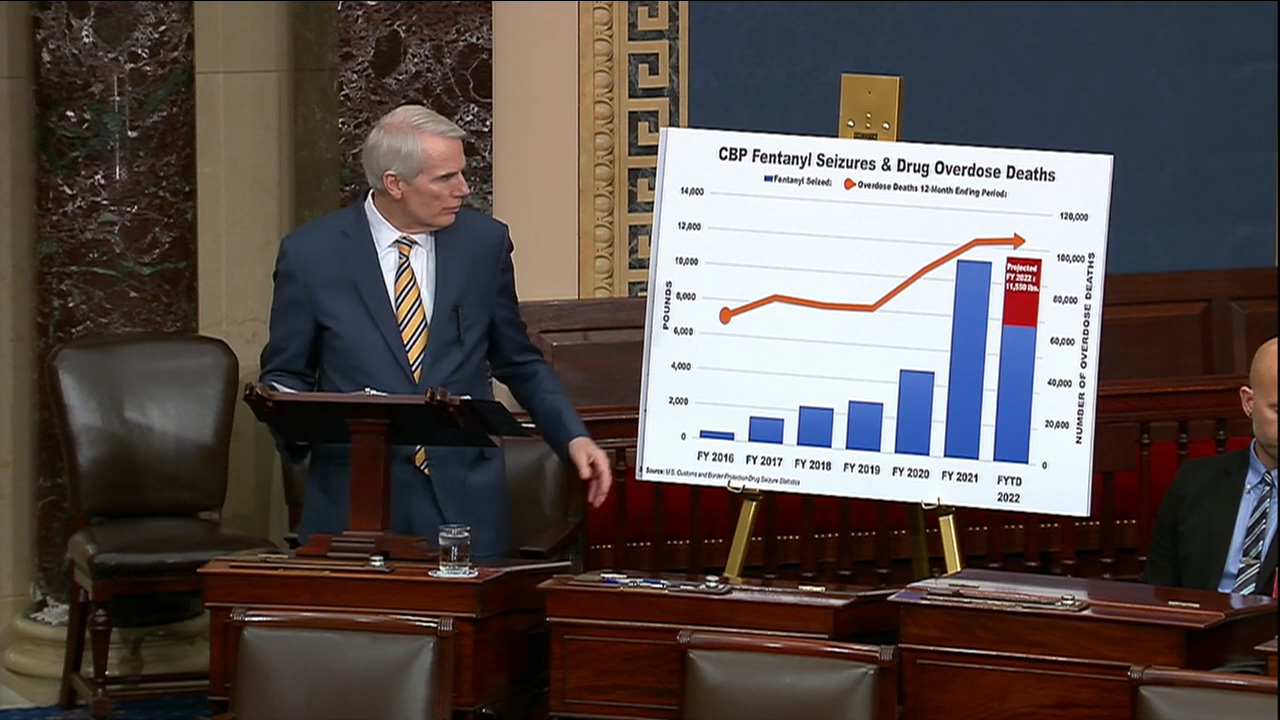 CBP Fentanyl Seizures & Drug Overdose Deaths
Fentanyl Seized: Overdose Deaths 12-Month Ending Period:
14,000
12,000
10,000
8,000
6,000
4,000
2,000
0
POUNDS
120,000
100,000
80,000
60,000
40,000
20,000
0
NUMBER OF OVERDOSE DEATHS
Projected
FY 2022 :
11,550 lbs.
FY 2016 FY 2017 FY 2018 FY 2019 FY 2020 FY 2021 FYTD
2022
Source: U.S. Customs and Border Protection Drug Seizure Statistics